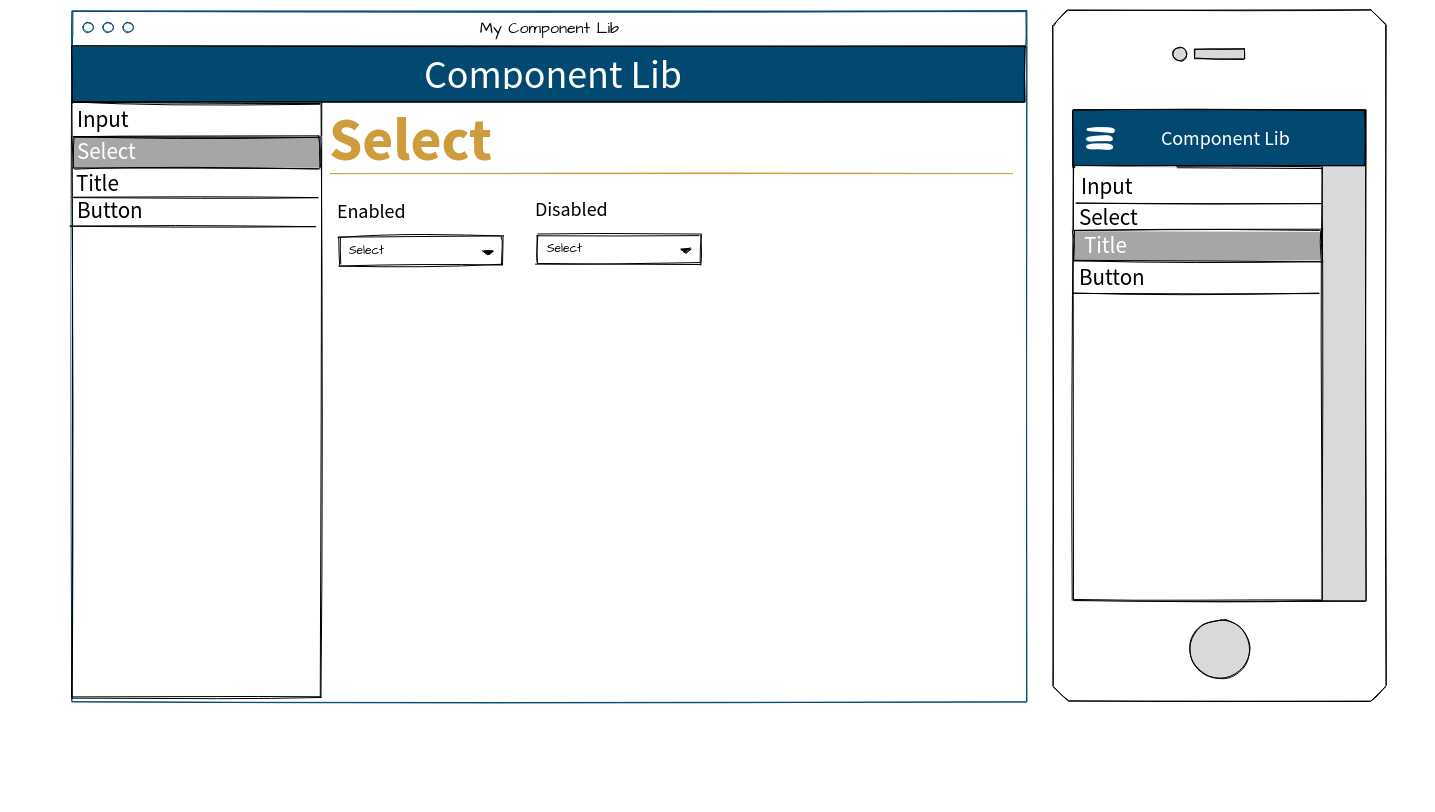 My Component Lib
Component Lib
Input
Select
Title
Button
Select
Enabled
Disabled
Select
Select
Component Lib
Input
Select
Title
Button